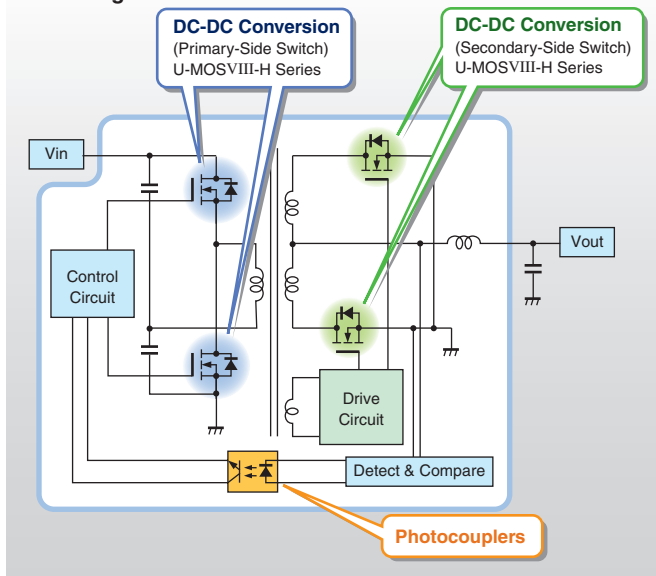 DC-DC Conversion
(Primary-Side Switch)
U-MOSVIII-H Series
DC-DC Conversion
(Secondary-Side Switch)
U-MOSVIII-H Series
Vin
Vout
Control
Circuit
Drive
Circuit
Detect & Compare
Photocouplers